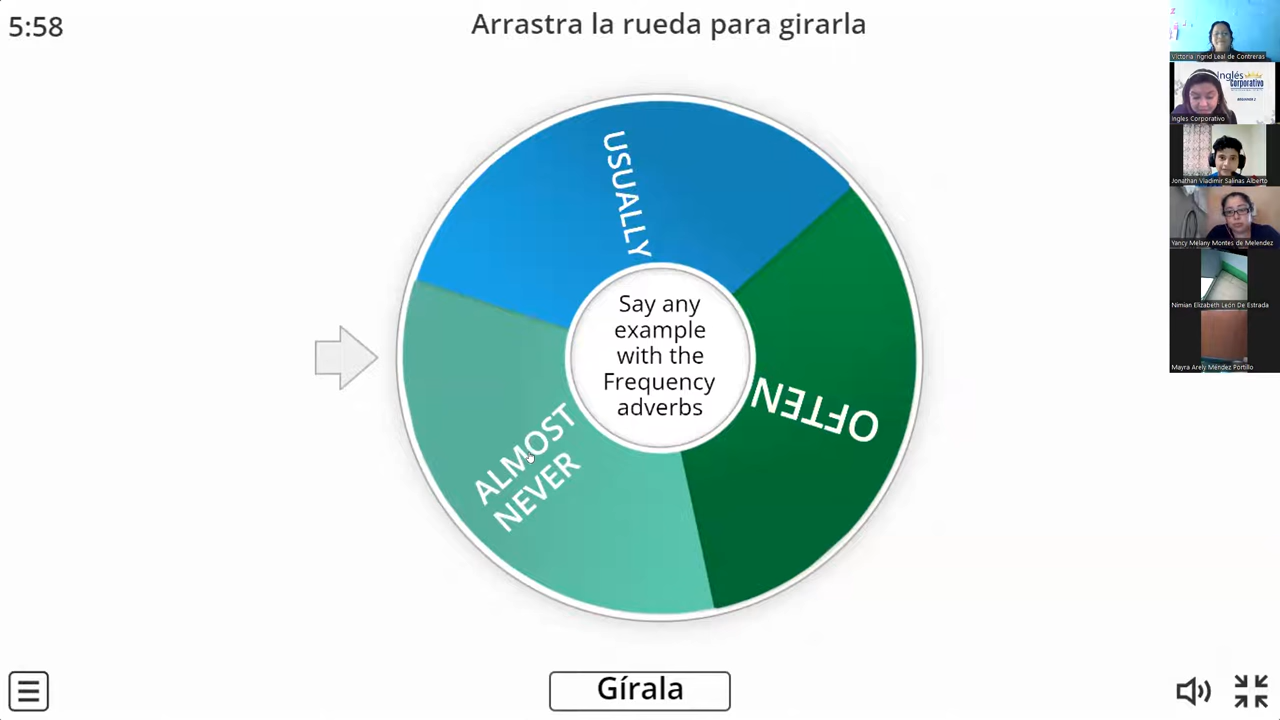 5:58
Arrastra la rueda para girarla
USUALLY
OFTEN
ALMOST
NEVER
Say any
example
with the
Frequency
adverbs
Gírala
Victoria Ingrid Leal de Contreras
Inglés
Corporativo
Ingles Corporativo
Jonathan Vladimir Salinas Alberto
Yancy Melany Montes de Melendez
Nimian Elizabeth León De Estrada
Mayra Arely Méndez Portillo